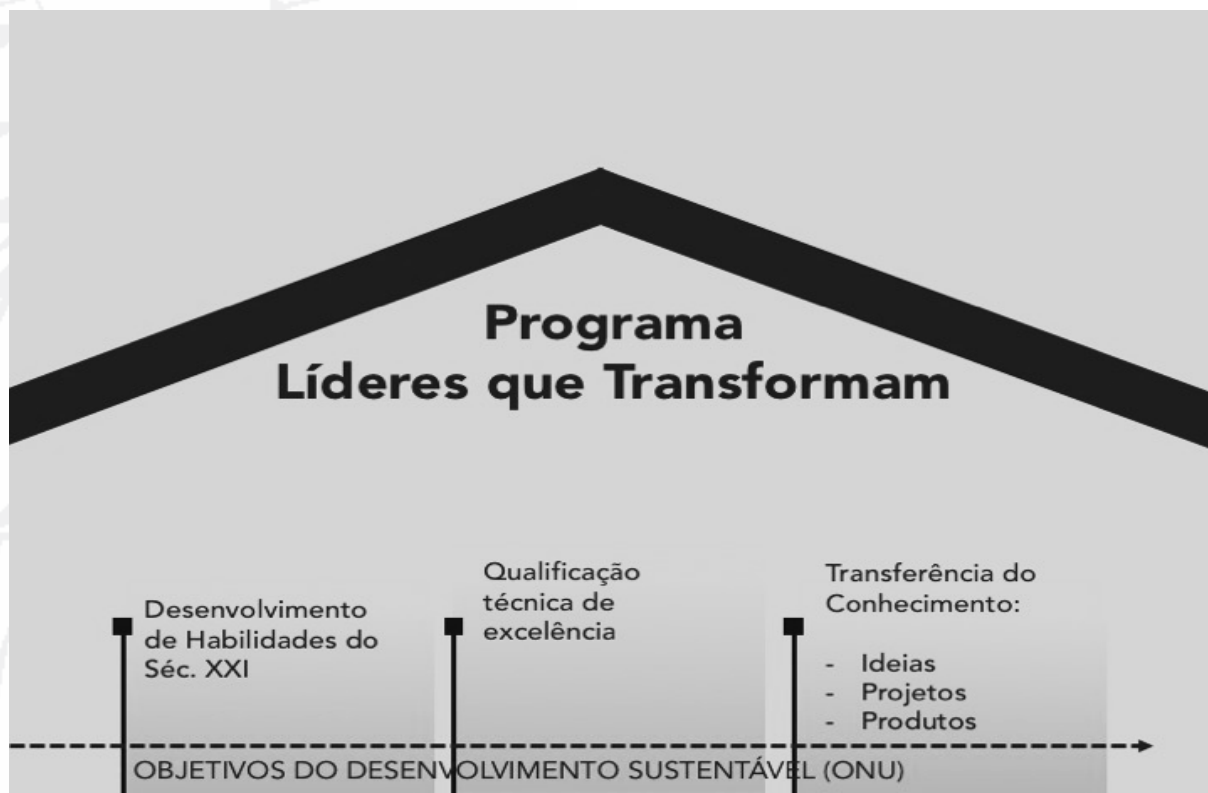 Programa
Líderes que Transformam
Desenvolvimento
de Habilidades do
Séc. XXI
Qualificação
técnica de
excelência
Transferência do
Conhecimento:
- Ideias
- Projetos
- Produtos
OBJETIVOS DO DESENVOLVIMENTO SUSTENTÁVEL (ONU)